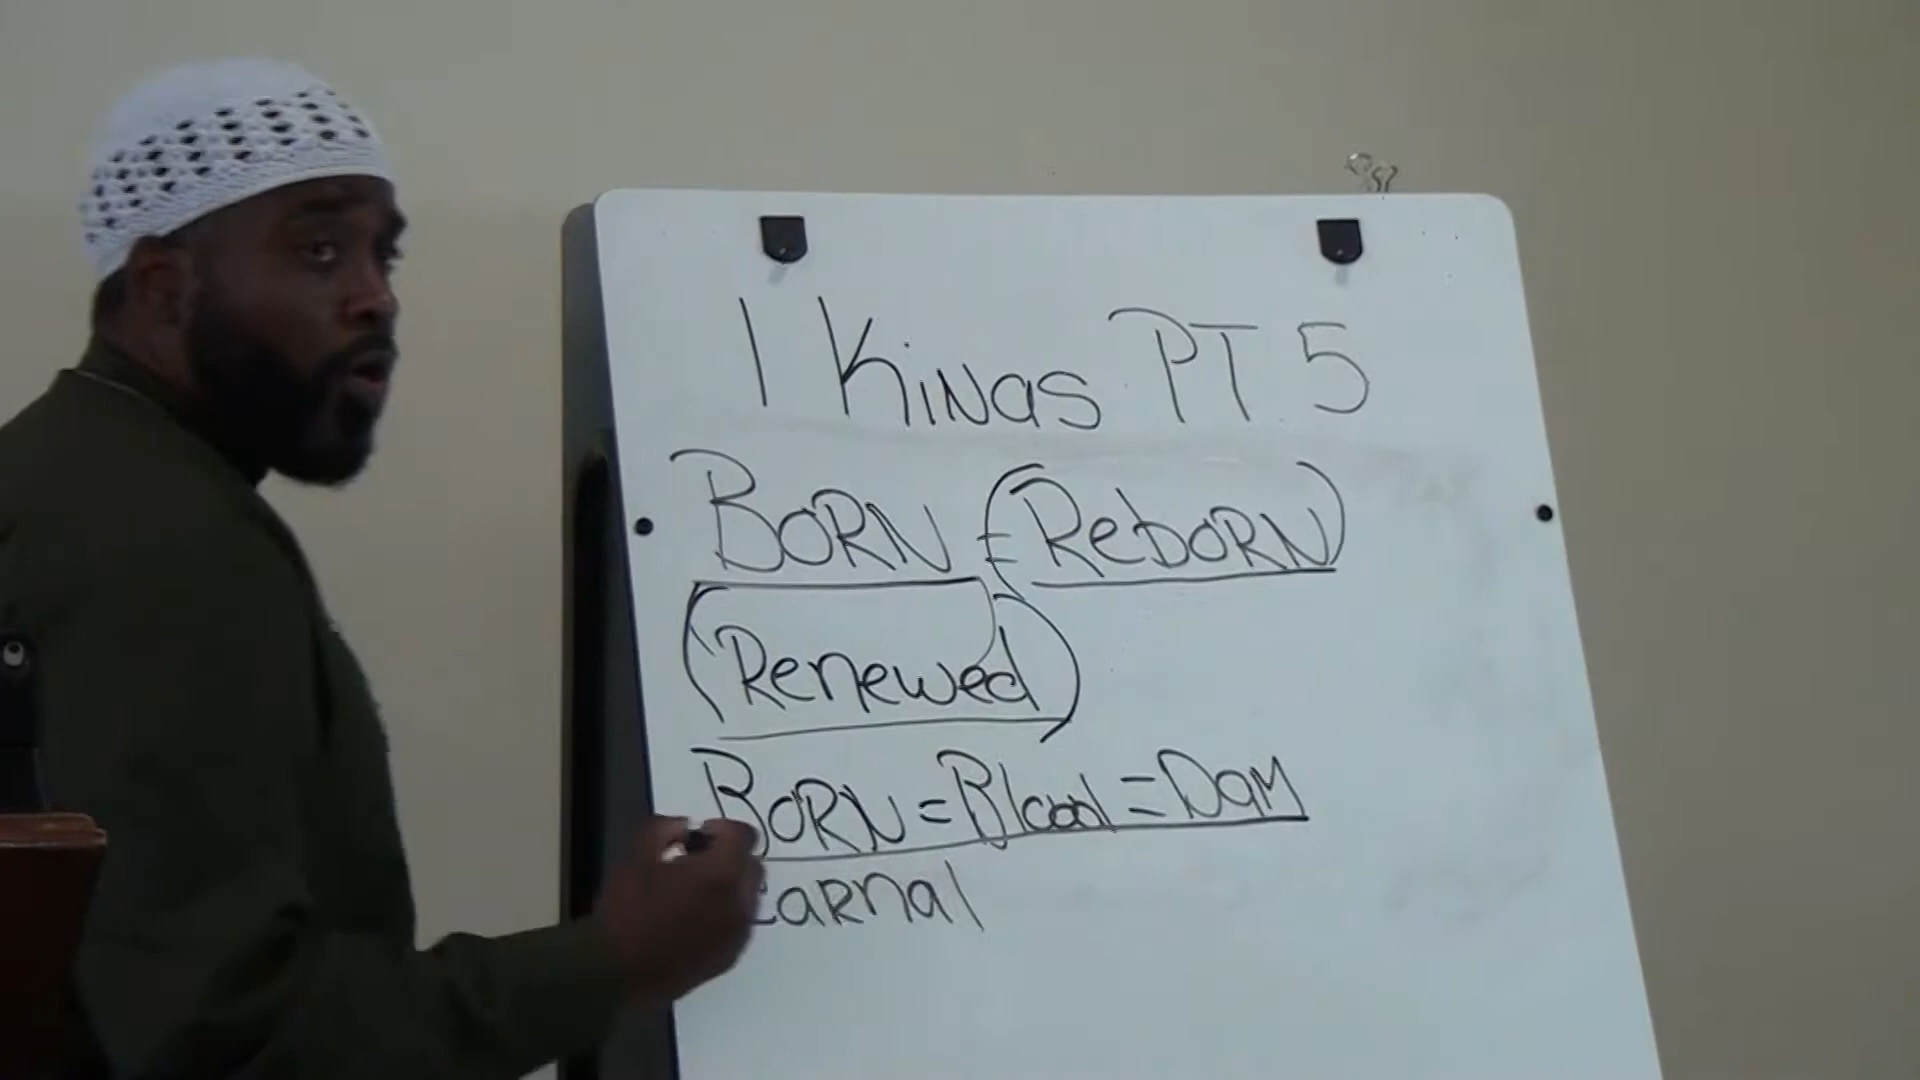 1 Kings PT 5
BORN = (ReboRN)
(Renewed)
BORN = Blood = Dam
Carnal